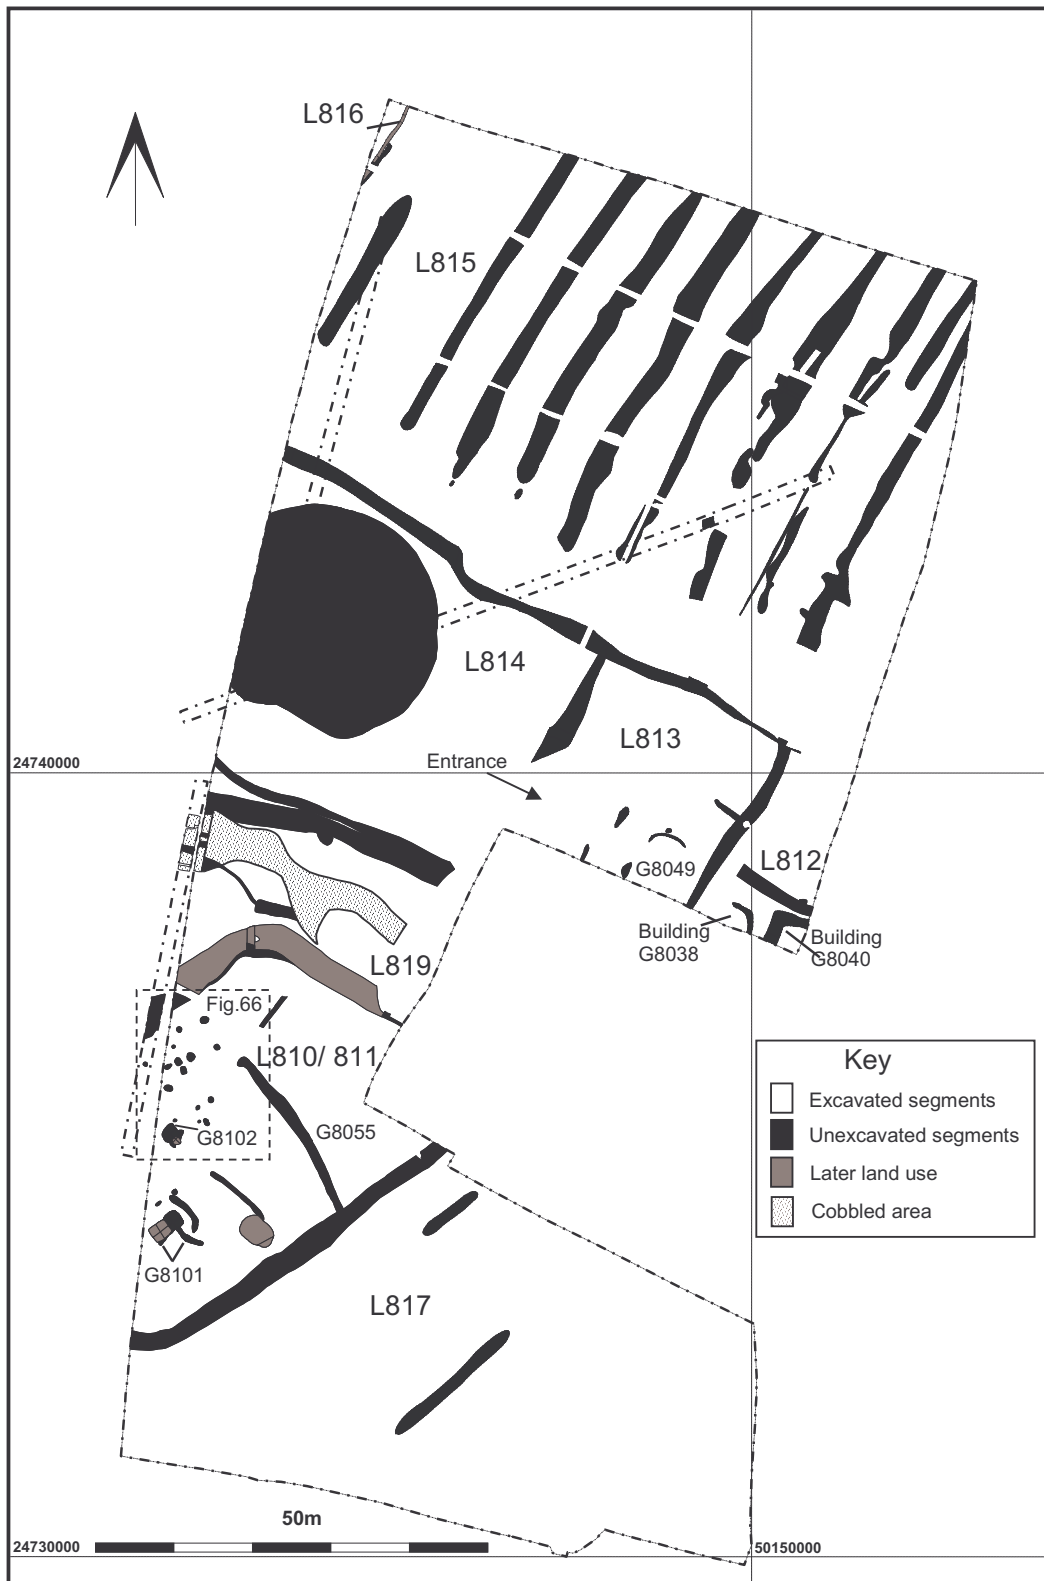 L816
L815
L814
L813
24740000
Entrance
G8049
L812
Building
G8038
Building
G8040
L819
Fig.66
L810/ 811
G8102
G8055
G8101
L817
Key
Excavated segments
Unexcavated segments
Later land use
Cobbled area
50m
24730000
50150000